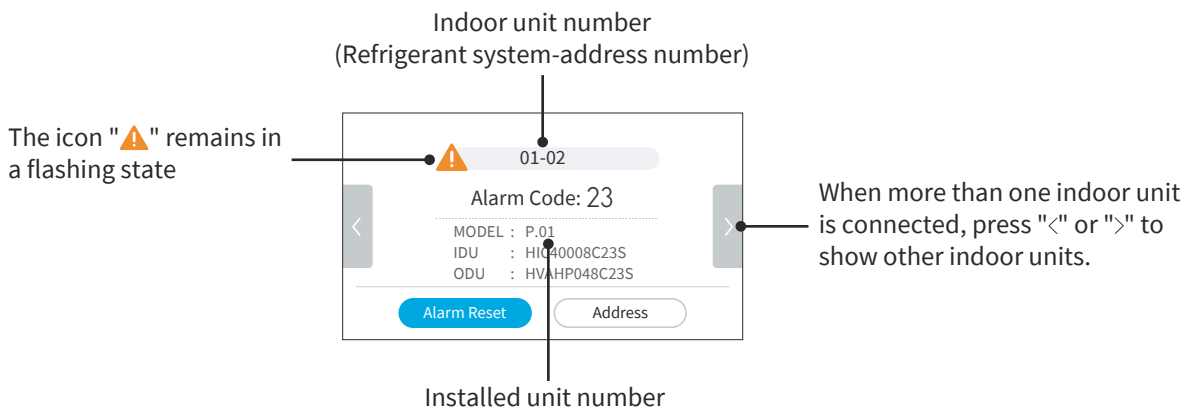 Indoor unit number
(Refrigerant system-address number)
The icon "⚠" remains in
a flashing state
01-02
Alarm Code: 23
MODEL : P.01
IDU : HIC40008C23S
ODU : HVAHP048C23S
< >
Alarm Reset
Address
When more than one indoor unit
is connected, press "<" or ">" to
show other indoor units.
Installed unit number